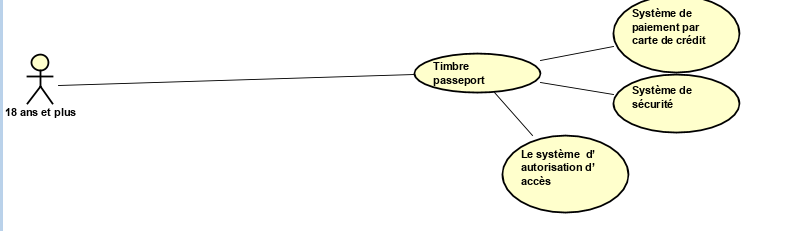 Système de
paiement par
carte de crédit
Timbre
passeport
Système de
sécurité
18 ans et plus
Le système d’
autorisation d’
accès